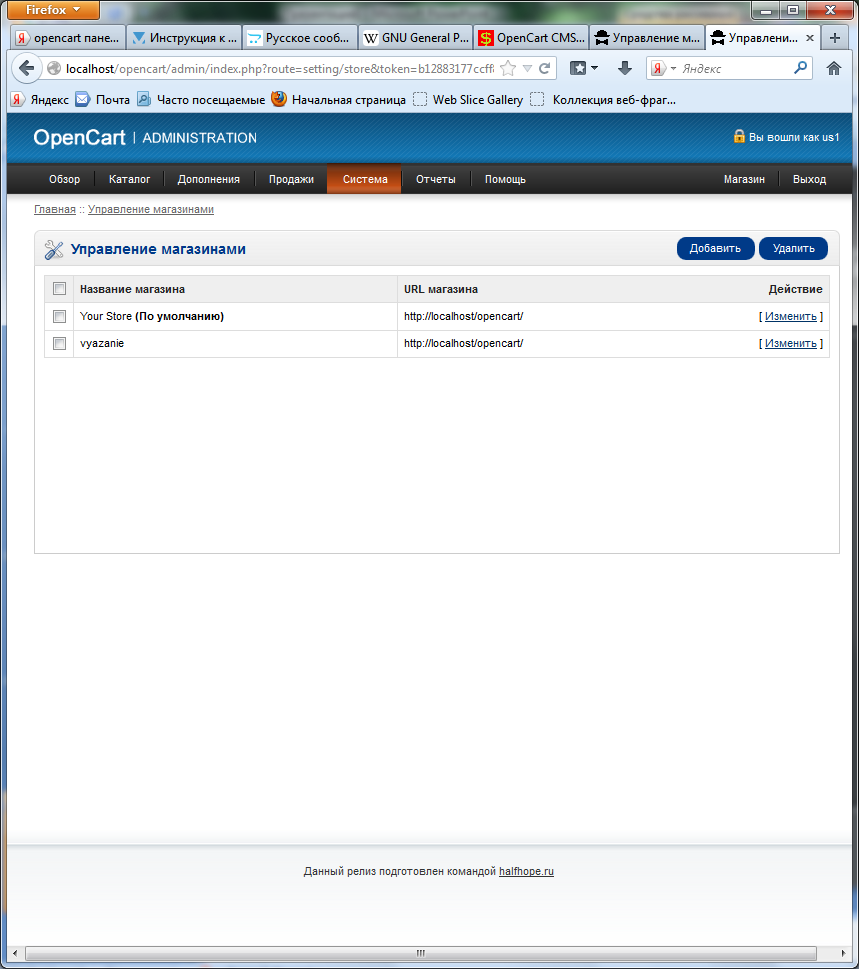 Firefox
opencart пане... Инструкция к ... Русское сооб... GNU General P... OpenCart CMS... Управление м... Управлени...
localhost/opencart/admin/index.php?route=setting/store&token=b12883177ccff Яндекс
Яндекс Почта Часто посещаемые Начальная страница Web Slice Gallery Коллекция веб-фраг...
OpenCart | ADMINISTRATION Вы вошли как us1
Обзор Каталог Дополнения Продажи Система Отчеты Помощь Магазин Выход
Главная :: Управление магазинами
Управление магазинами Добавить Удалить
Название магазина URL магазина Действие
Your Store (По умолчанию) http://localhost/opencart/ [ Изменить ]
vyazanie http://localhost/opencart/ [ Изменить ]
Данный релиз подготовлен командой halfhope.ru